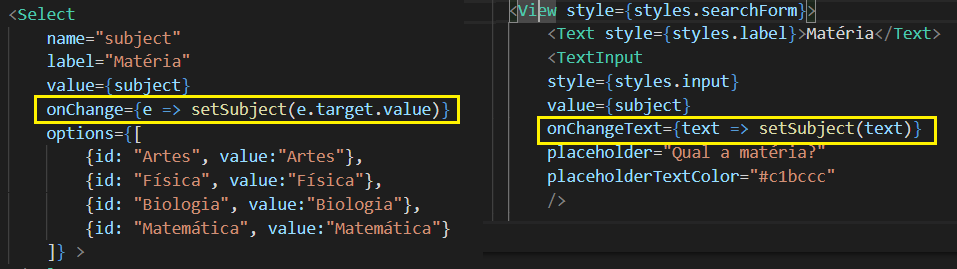 <Select
name="subject"
label="Matéria"
value={subject}
onChange={e => setSubject(e.target.value)}
options={[
{id: "Artes", value:"Artes"},
{id: "Física", value:"Física"},
{id: "Biologia", value:"Biologia"},
{id: "Matemática", value:"Matemática"}
]} >
<View style={styles.searchForm}>
<Text style={styles.label}>Matéria</Text>
<TextInput
style={styles.input}
value={subject}
onChangeText={text => setSubject(text)}
placeholder="Qual a matéria?"
placeholderTextColor="#c1bccc"
/>